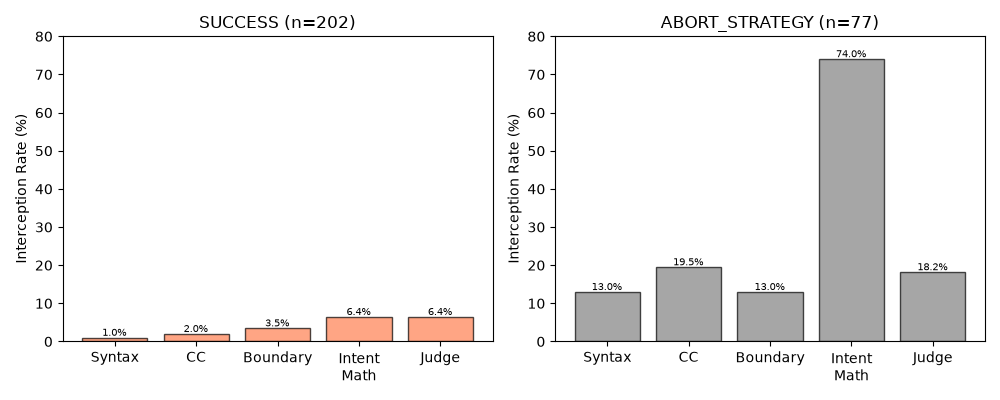 SUCCESS (n=202)
Interception Rate (%)
80
70
60
50
40
30
20
10
0
1.0%
2.0%
3.5%
6.4%
6.4%
Syntax
CC
Boundary
Intent
Math
Judge
ABORT_STRATEGY (n=77)
Interception Rate (%)
80
70
60
50
40
30
20
10
0
13.0%
19.5%
13.0%
74.0%
18.2%
Syntax
CC
Boundary
Intent
Math
Judge